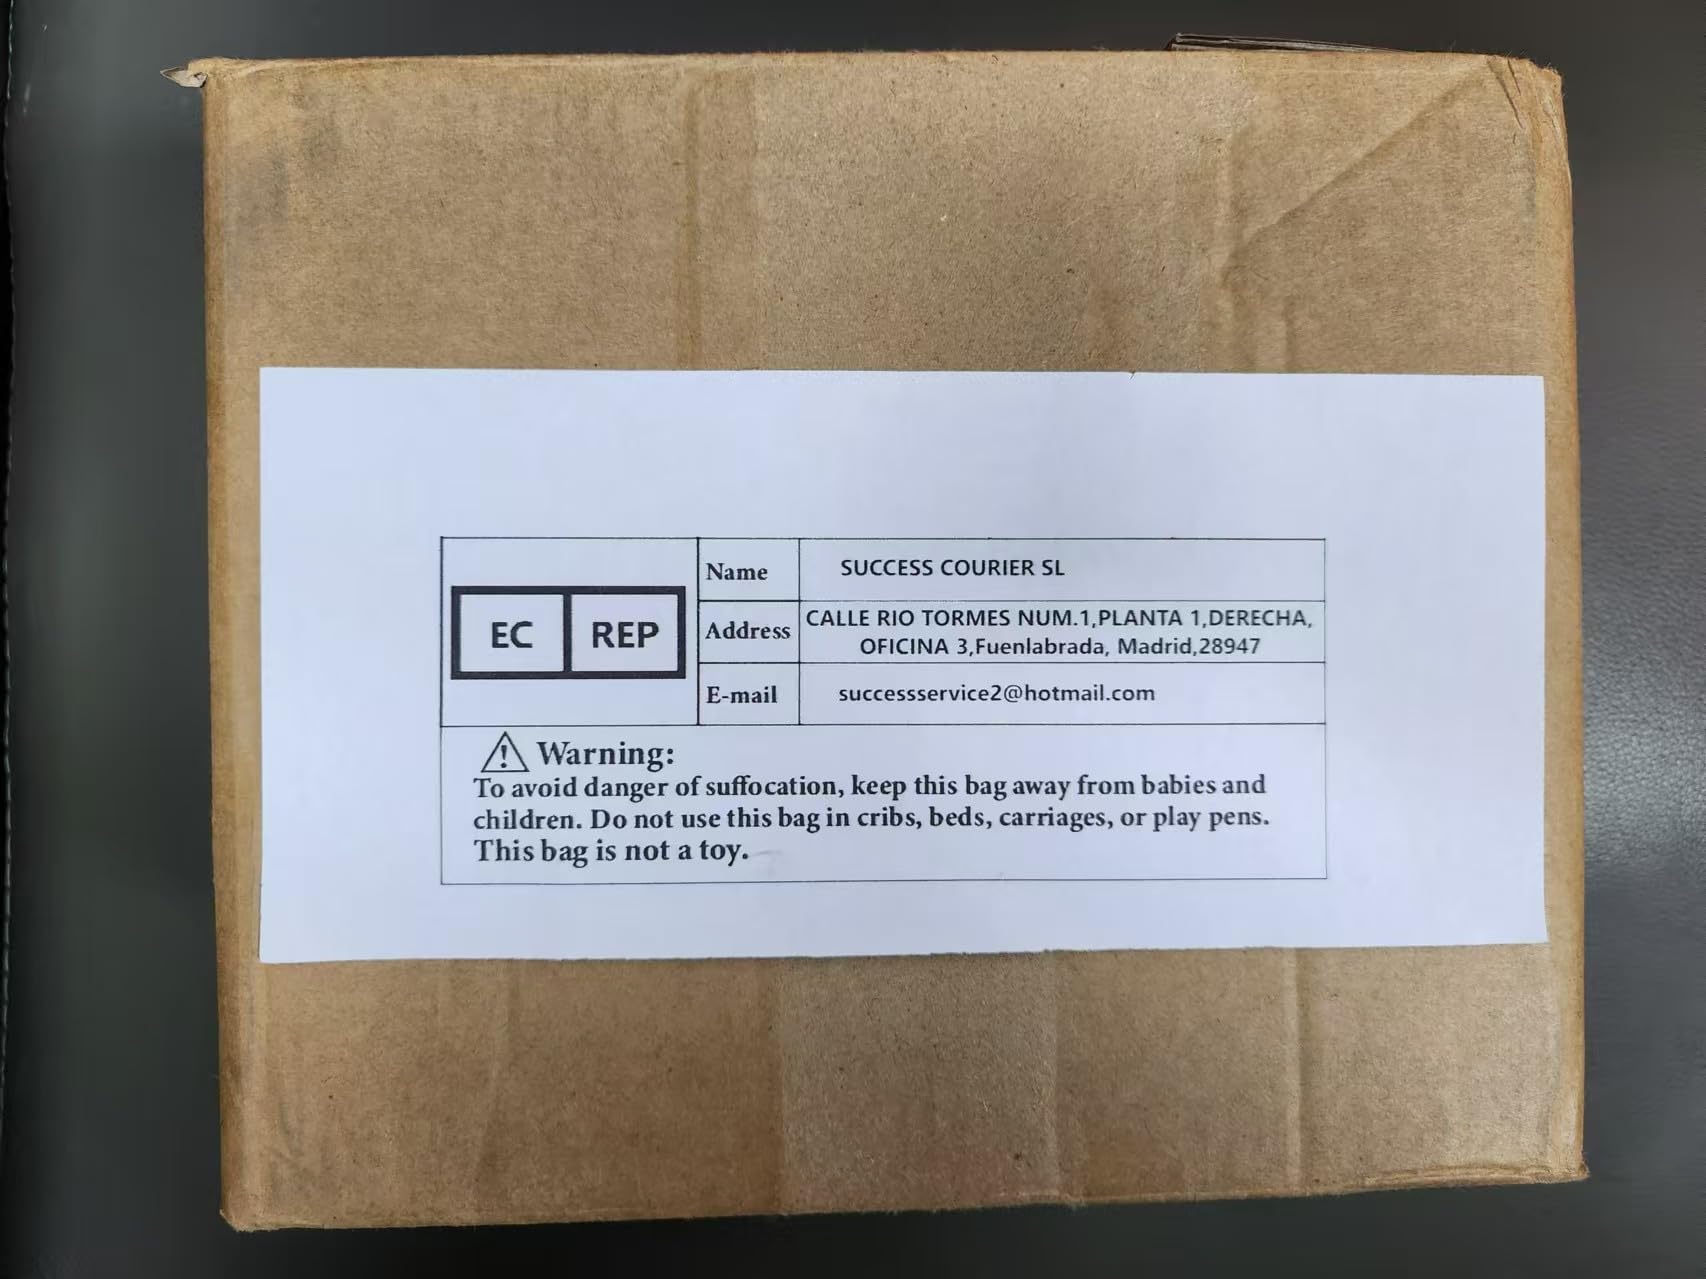 EC REP
Name SUCCESS COURIER SL
Address CALLE RIO TORMES NUM.1,PLANTA 1,DERECHA,
OFICINA 3,Fuenlabrada, Madrid,28947
E-mail successservice2@hotmail.com
Warning:
To avoid danger of suffocation, keep this bag away from babies and
children. Do not use this bag in cribs, beds, carriages, or play pens.
This bag is not a toy.